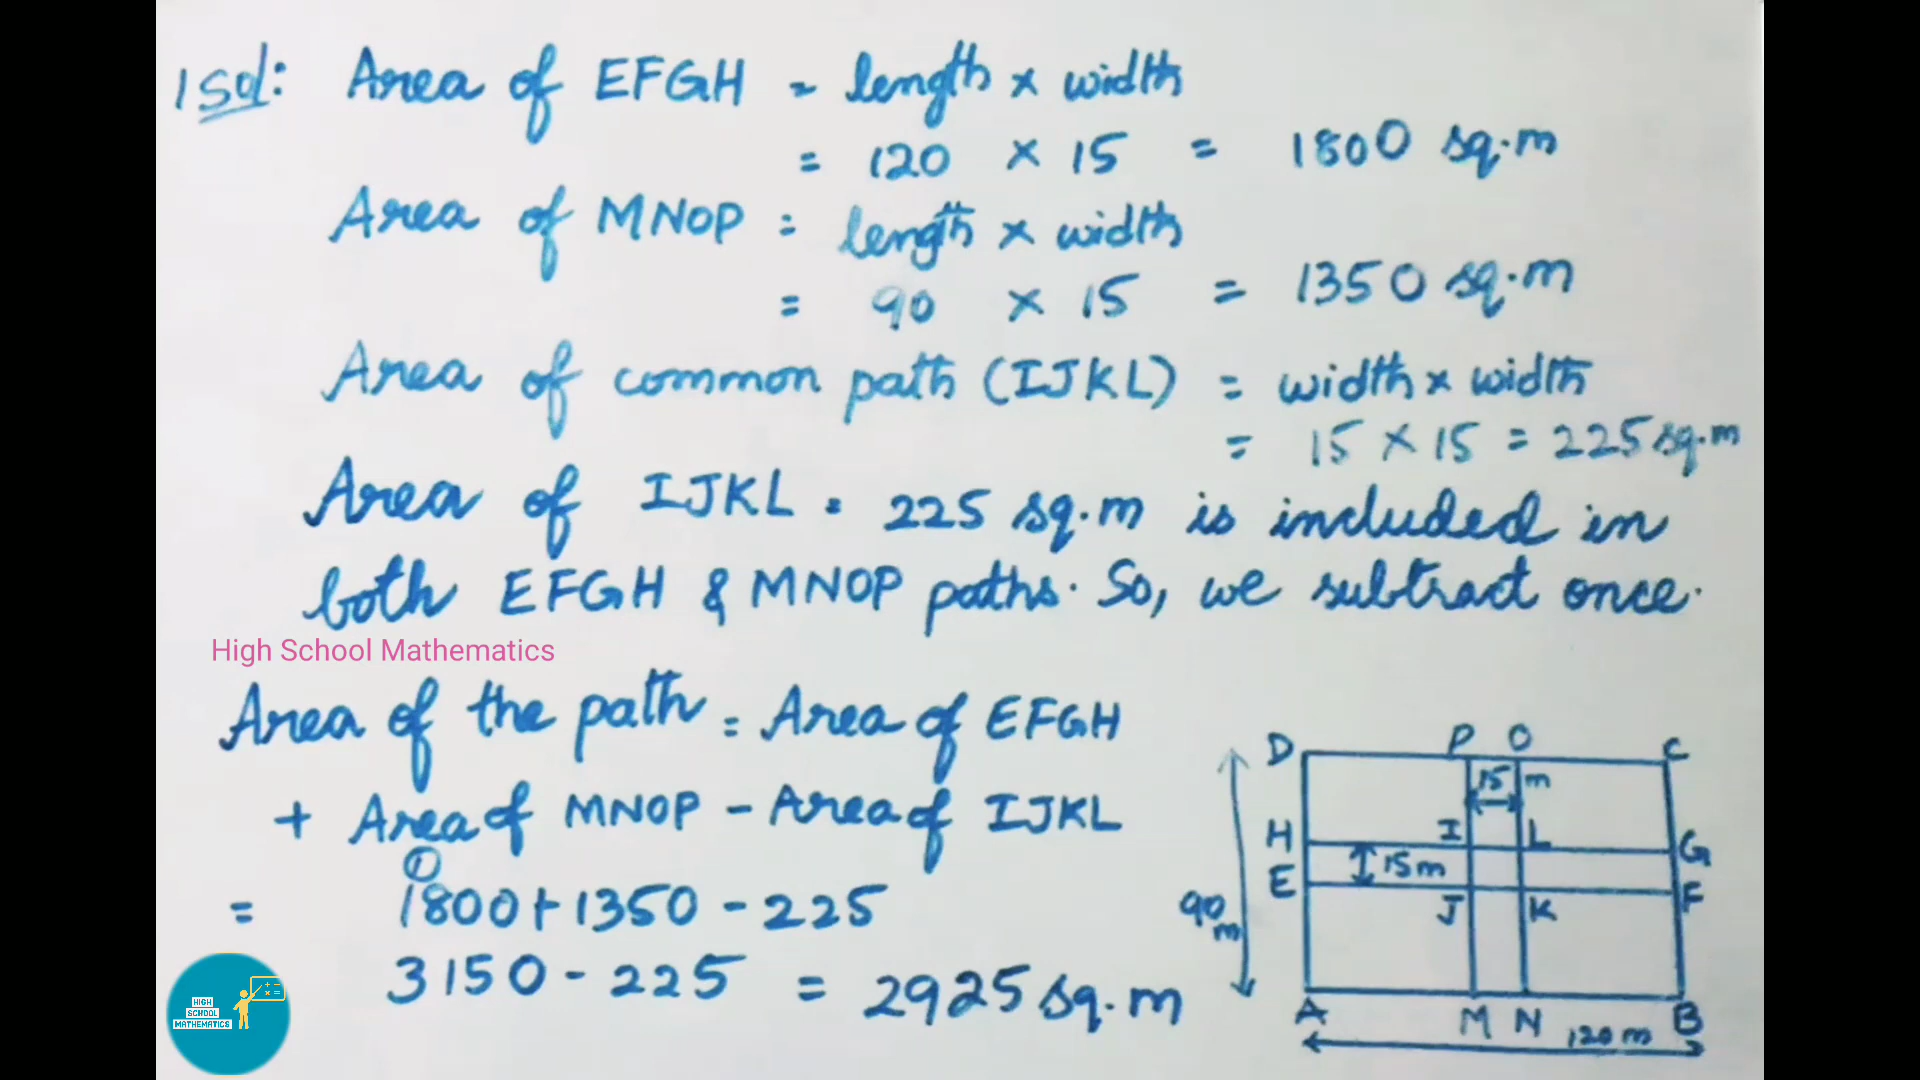 1 Sol: Area of EFGH = length × width
= 120 × 15 = 1800 sq.m
Area of MNOP = length × width
= 90 × 15 = 1350 sq.m
Area of common path (IJKL) = width × width
= 15 × 15 = 225 sq.m
Area of IJKL = 225 sq.m is included in
both EFGH & MNOP paths. So, we subtract once.
High School Mathematics
Area of the path = Area of EFGH
+ Area of MNOP - Area of IJKL
①
= 1800 + 1350 - 225
3150 - 225 = 2925 sq.m
HIGH
SCHOOL
MATHEMATICS
+ -
× =
D P O C
15 m
H I L G
15m
E F
90 m
J K
A M N B
120 m